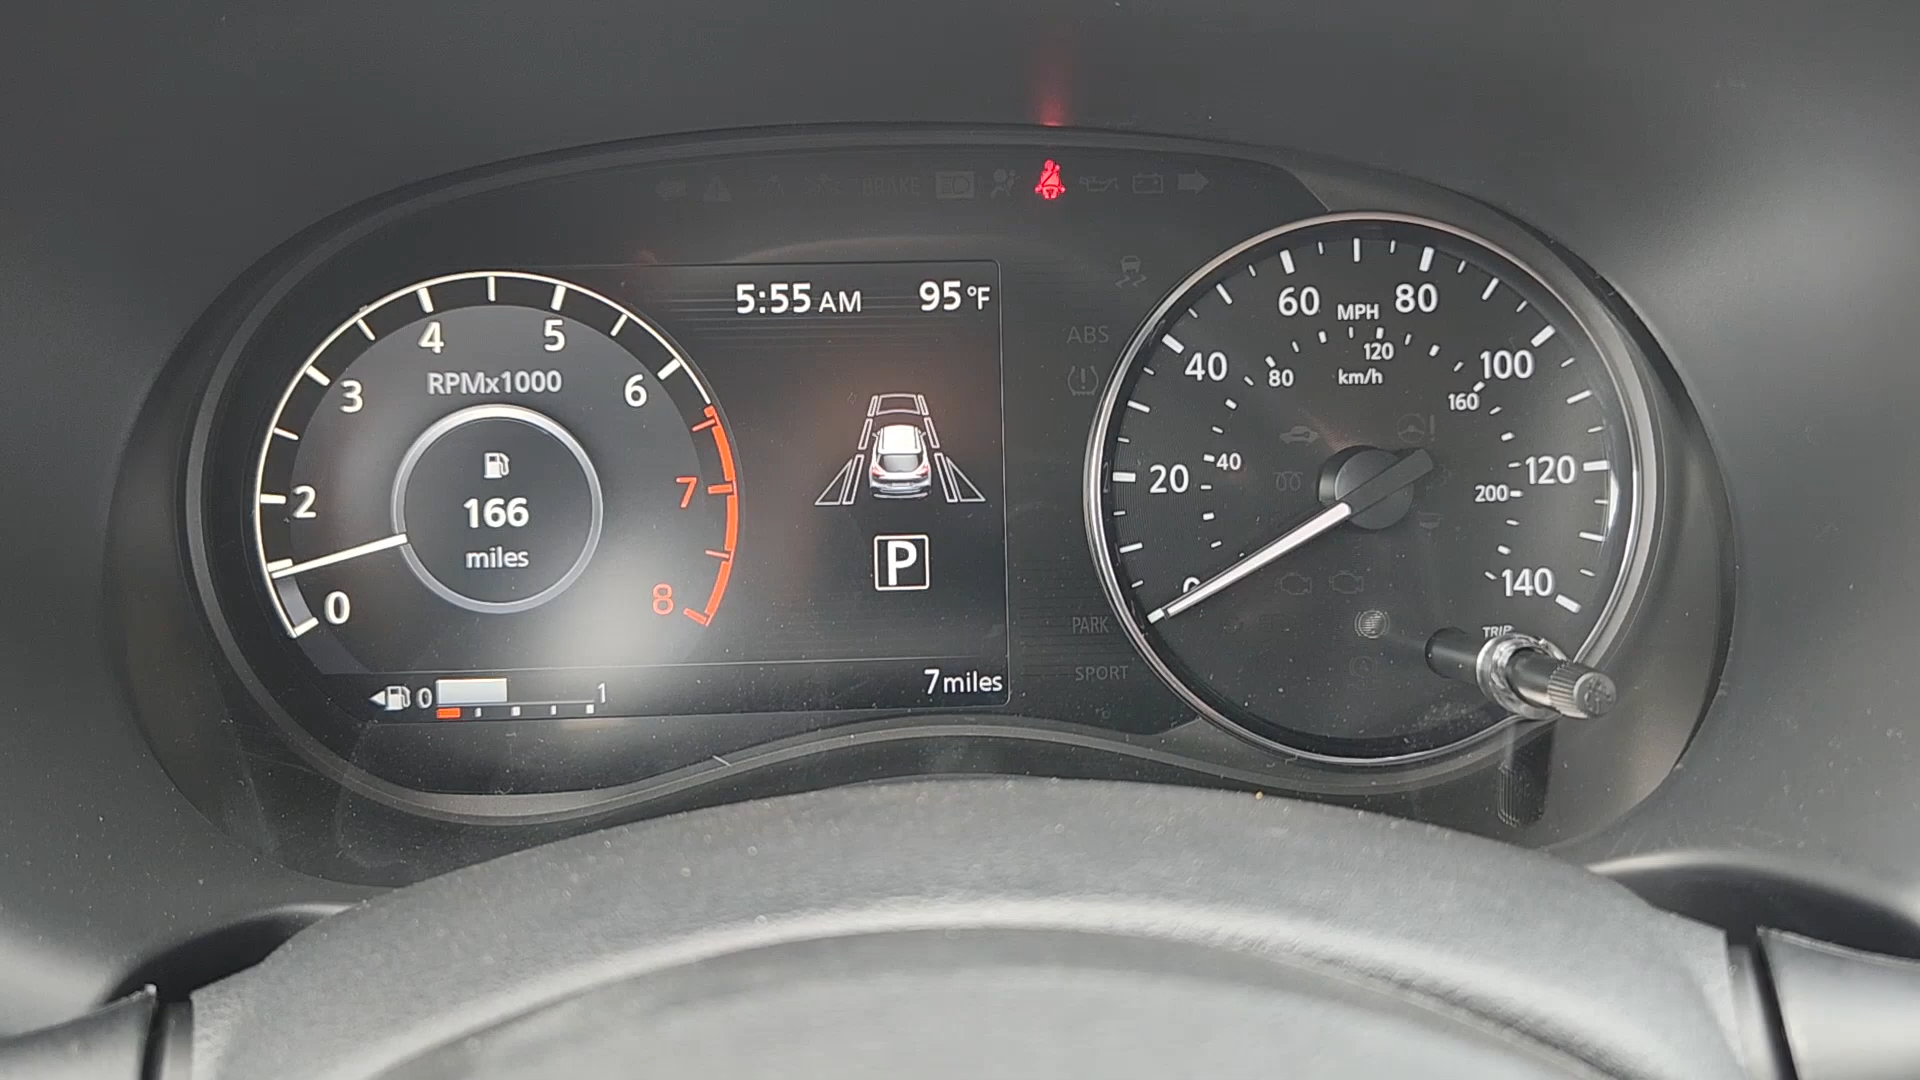 BRAKE
5:55 AM 95°F
ABS
4 5
3 6
RPMx1000
2 7
166
miles
0 8
P
0 1
7 miles
PARK
SPORT
60 MPH 80
40 100
120
80 km/h 160
20 40 120
200
0 140
TRIP